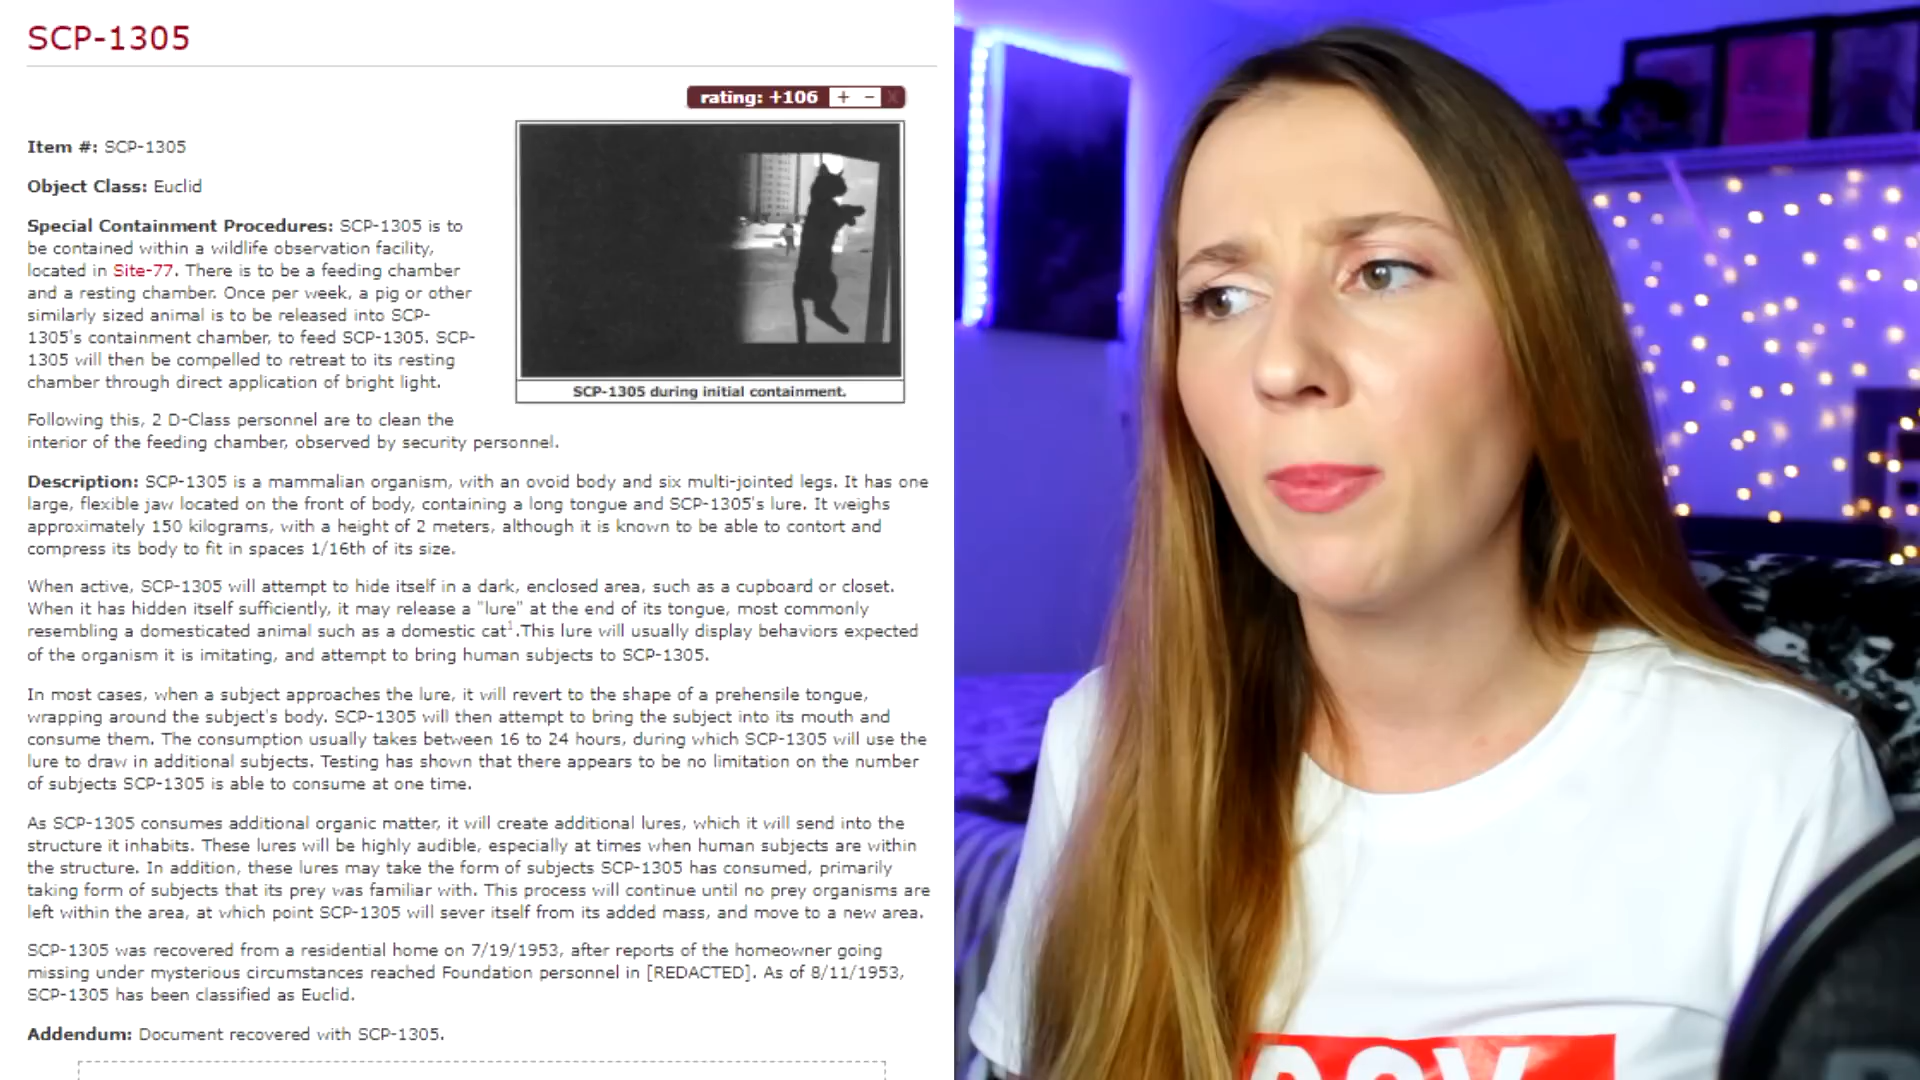 SCP-1305
rating: +106 + − X
Item #: SCP-1305
Object Class: Euclid
Special Containment Procedures: SCP-1305 is to
be contained within a wildlife observation facility,
located in Site-77. There is to be a feeding chamber
and a resting chamber. Once per week, a pig or other
similarly sized animal is to be released into SCP-
1305's containment chamber, to feed SCP-1305. SCP-
1305 will then be compelled to retreat to its resting
chamber through direct application of bright light.
SCP-1305 during initial containment.
Following this, 2 D-Class personnel are to clean the
interior of the feeding chamber, observed by security personnel.
Description: SCP-1305 is a mammalian organism, with an ovoid body and six multi-jointed legs. It has one
large, flexible jaw located on the front of body, containing a long tongue and SCP-1305's lure. It weighs
approximately 150 kilograms, with a height of 2 meters, although it is known to be able to contort and
compress its body to fit in spaces 1/16th of its size.
When active, SCP-1305 will attempt to hide itself in a dark, enclosed area, such as a cupboard or closet.
When it has hidden itself sufficiently, it may release a "lure" at the end of its tongue, most commonly
resembling a domesticated animal such as a domestic cat¹.This lure will usually display behaviors expected
of the organism it is imitating, and attempt to bring human subjects to SCP-1305.
In most cases, when a subject approaches the lure, it will revert to the shape of a prehensile tongue,
wrapping around the subject's body. SCP-1305 will then attempt to bring the subject into its mouth and
consume them. The consumption usually takes between 16 to 24 hours, during which SCP-1305 will use the
lure to draw in additional subjects. Testing has shown that there appears to be no limitation on the number
of subjects SCP-1305 is able to consume at one time.
As SCP-1305 consumes additional organic matter, it will create additional lures, which it will send into the
structure it inhabits. These lures will be highly audible, especially at times when human subjects are within
the structure. In addition, these lures may take the form of subjects SCP-1305 has consumed, primarily
taking form of subjects that its prey was familiar with. This process will continue until no prey organisms are
left within the area, at which point SCP-1305 will sever itself from its added mass, and move to a new area.
SCP-1305 was recovered from a residential home on 7/19/1953, after reports of the homeowner going
missing under mysterious circumstances reached Foundation personnel in [REDACTED]. As of 8/11/1953,
SCP-1305 has been classified as Euclid.
Addendum: Document recovered with SCP-1305.